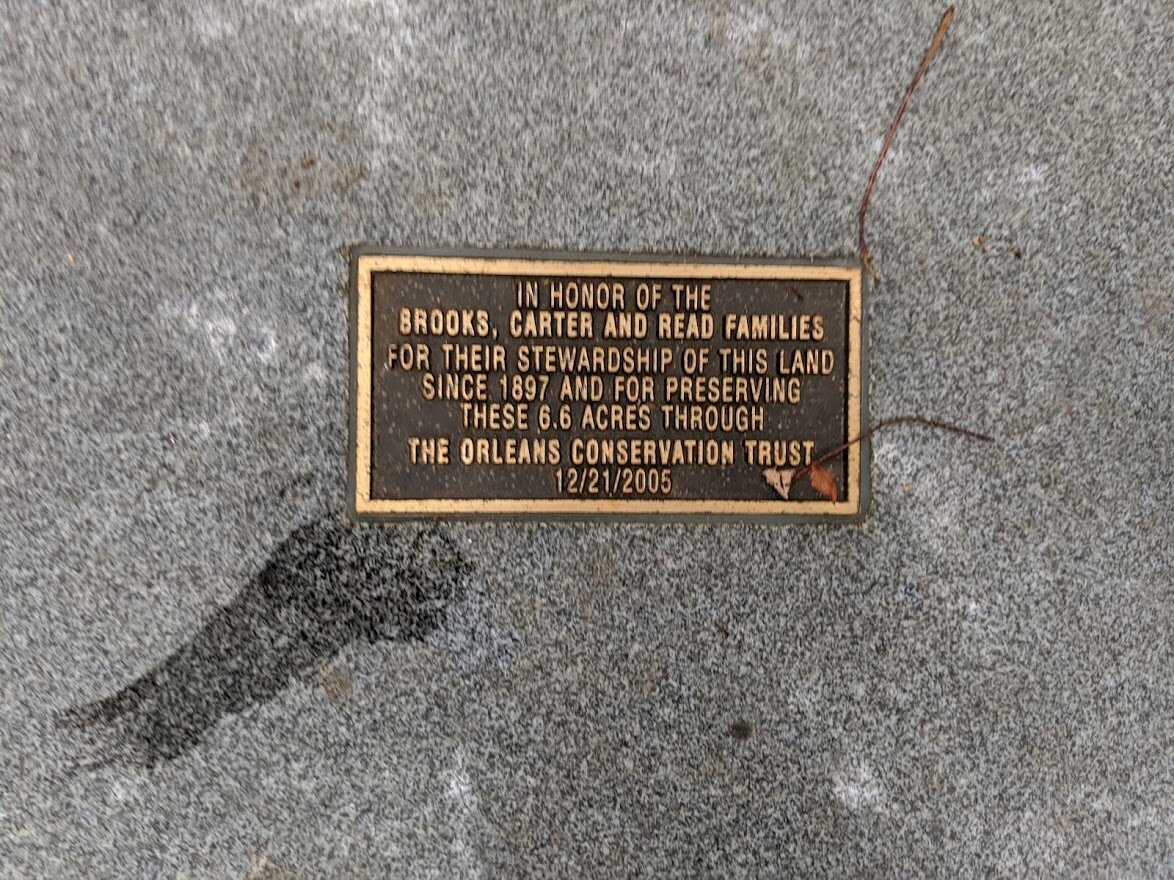 IN HONOR OF THE
BROOKS, CARTER AND READ FAMILIES
FOR THEIR STEWARDSHIP OF THIS LAND
SINCE 1897 AND FOR PRESERVING
THESE 6.6 ACRES THROUGH
THE ORLEANS CONSERVATION TRUST
12/21/2005